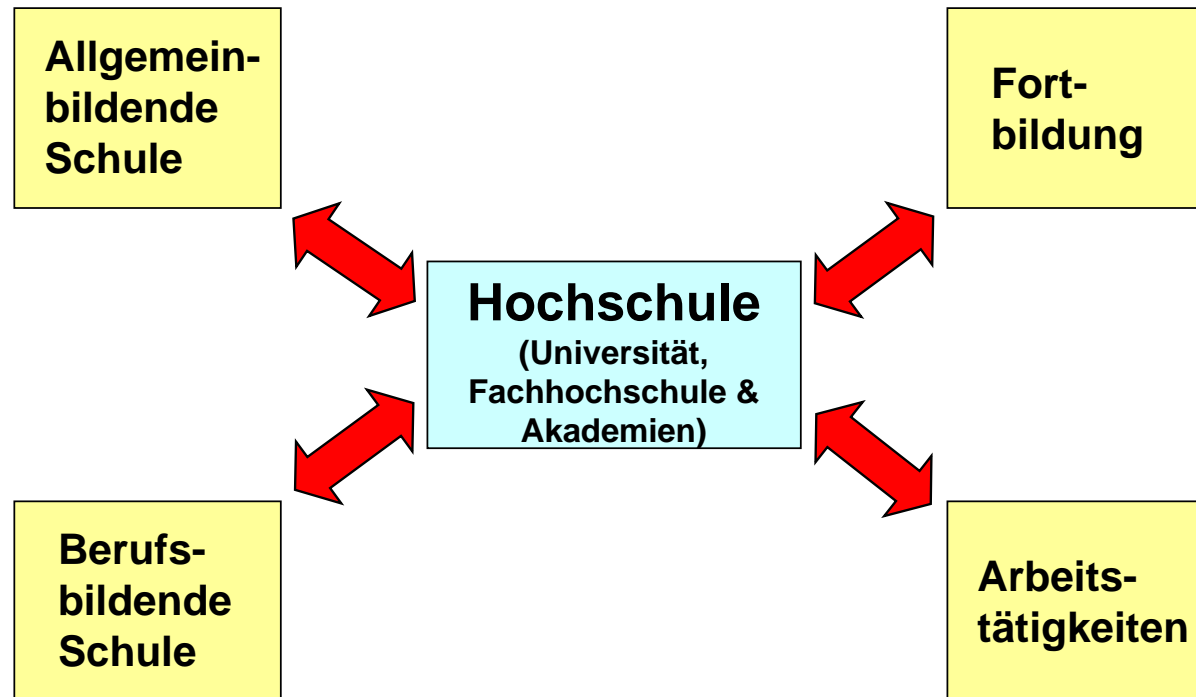 Allgemein-
bildende
Schule
Fort-
bildung
Hochschule
(Universität,
Fachhochschule &
Akademien)
Berufs-
bildende
Schule
Arbeits-
tätigkeiten